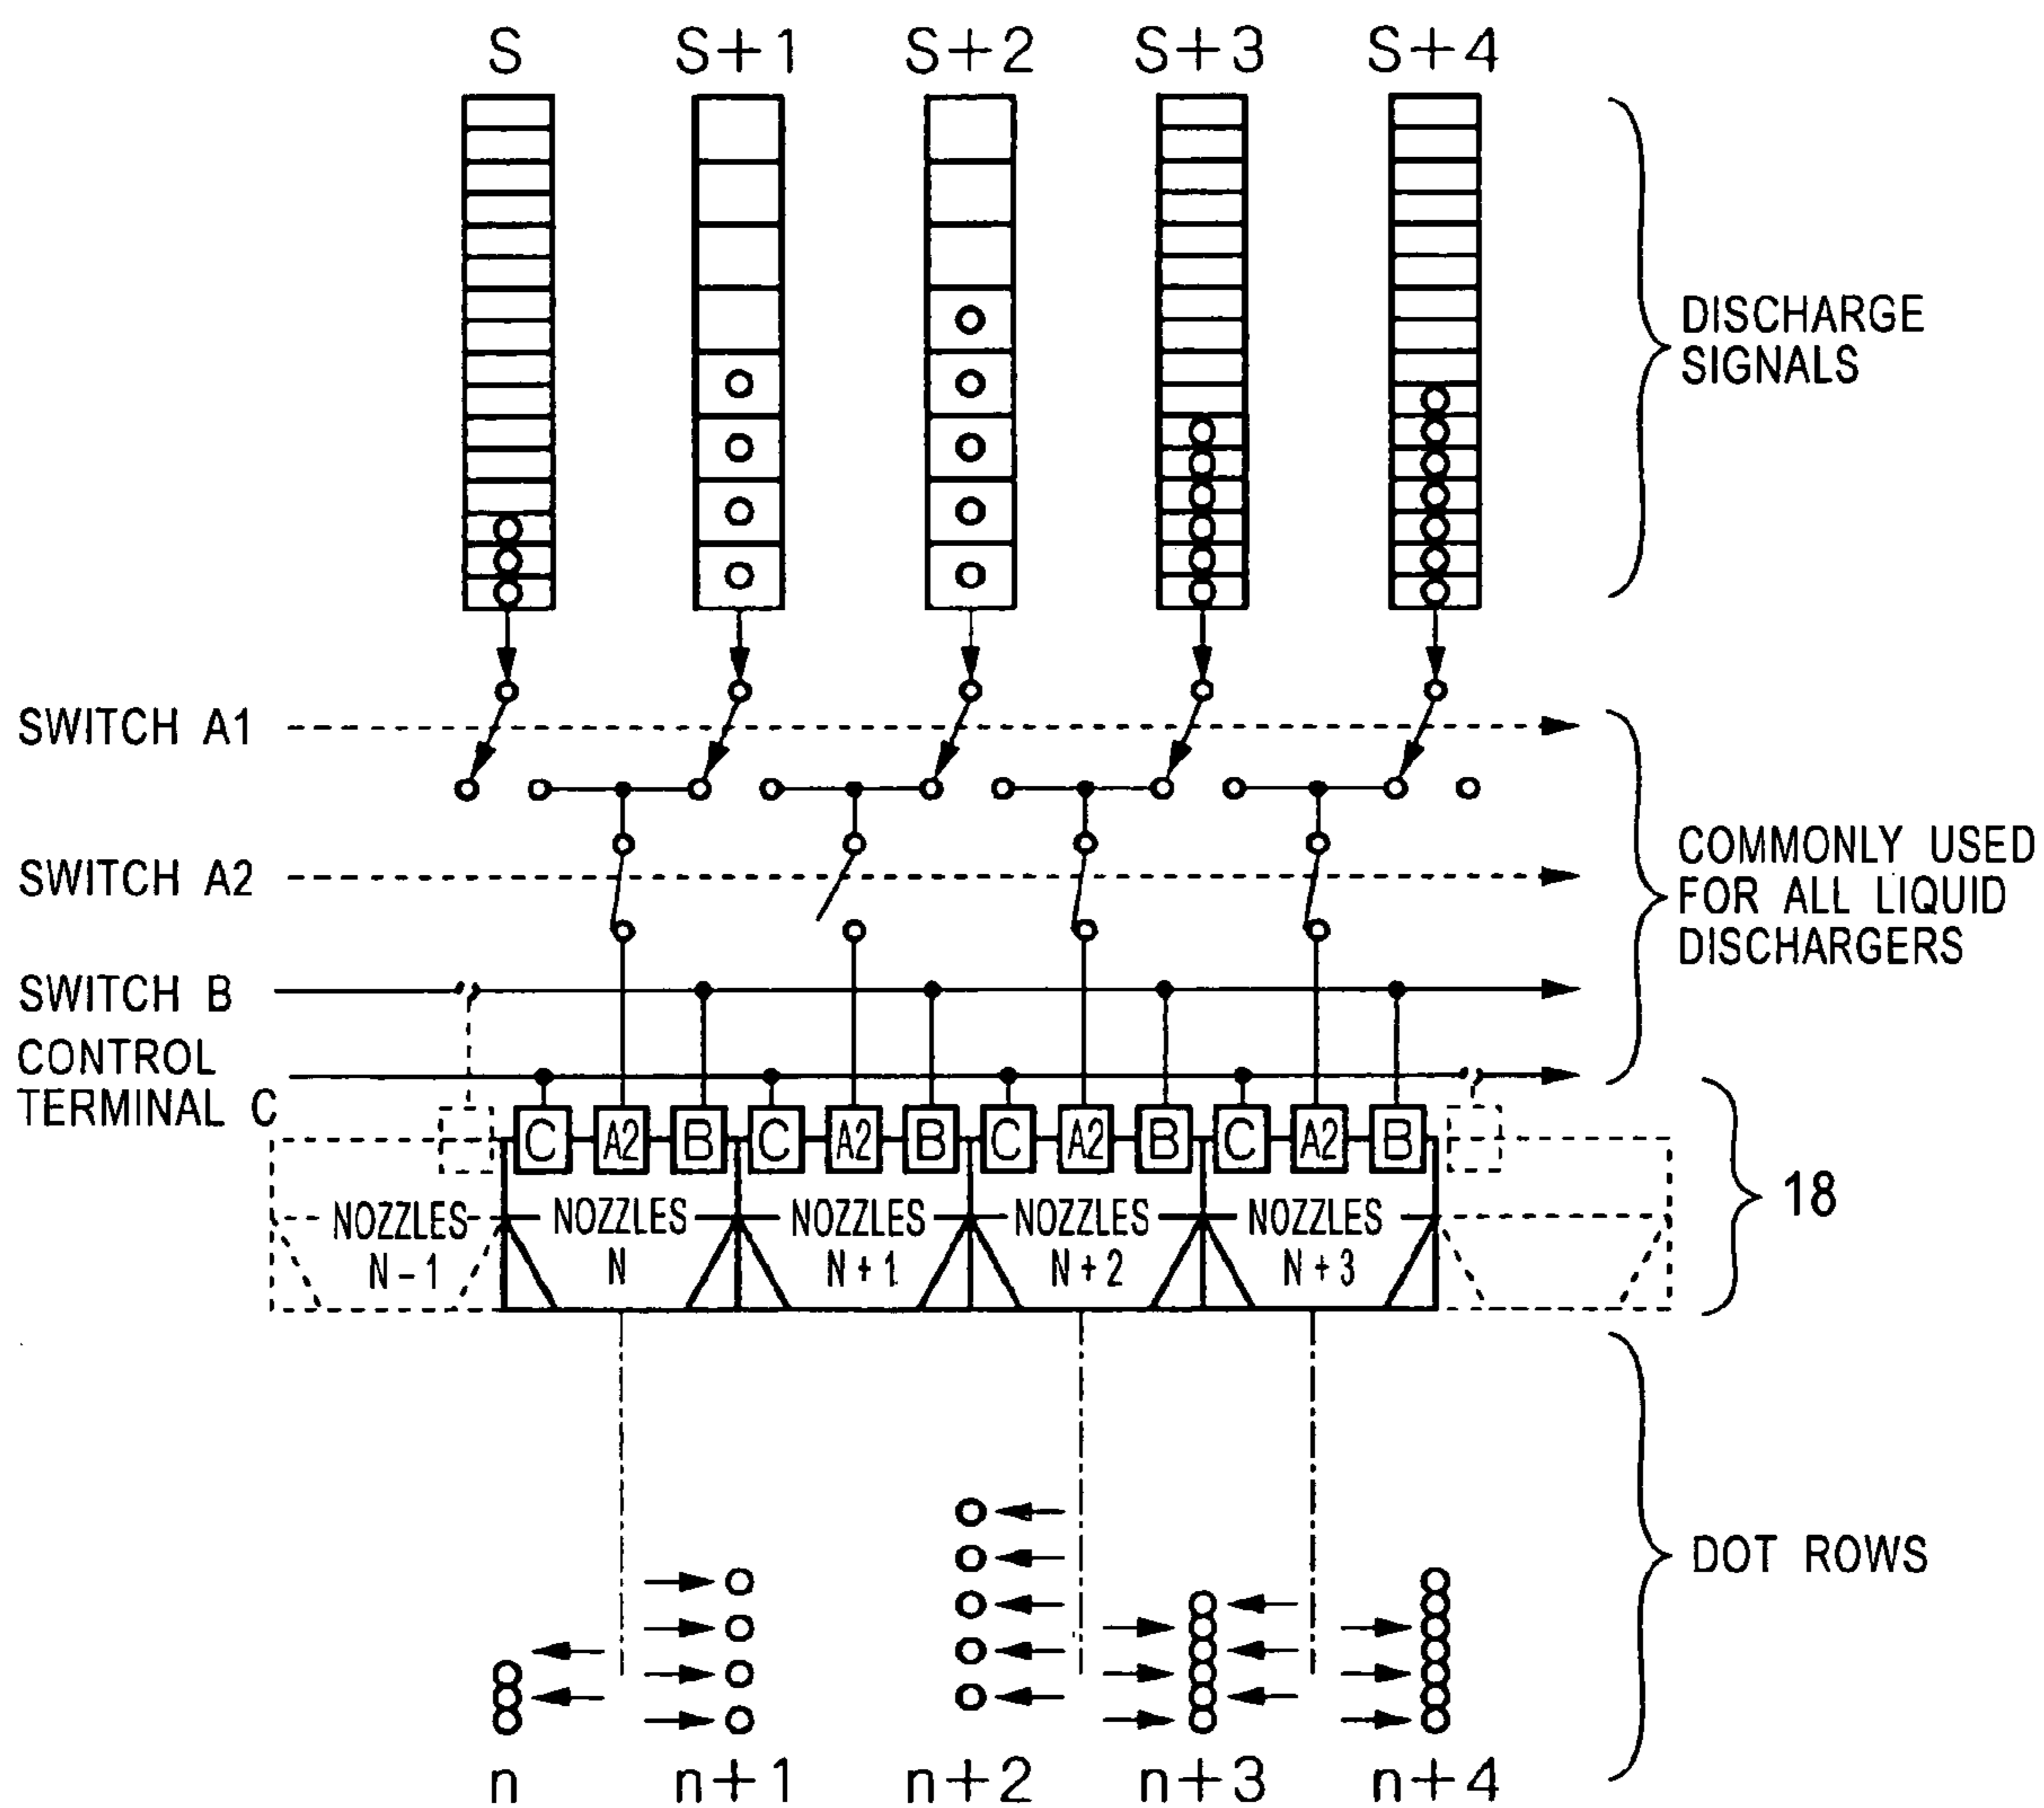 S S+1 S+2 S+3 S+4
DISCHARGE
SIGNALS
SWITCH A1
SWITCH A2
COMMONLY USED
FOR ALL LIQUID
DISCHARGERS
SWITCH B
CONTROL
TERMINAL C
C A2 B C A2 B C A2 B C A2 B
NOZZLES NOZZLES NOZZLES NOZZLES NOZZLES
N-1 N N+1 N+2 N+3
18
DOT ROWS
n n+1 n+2 n+3 n+4